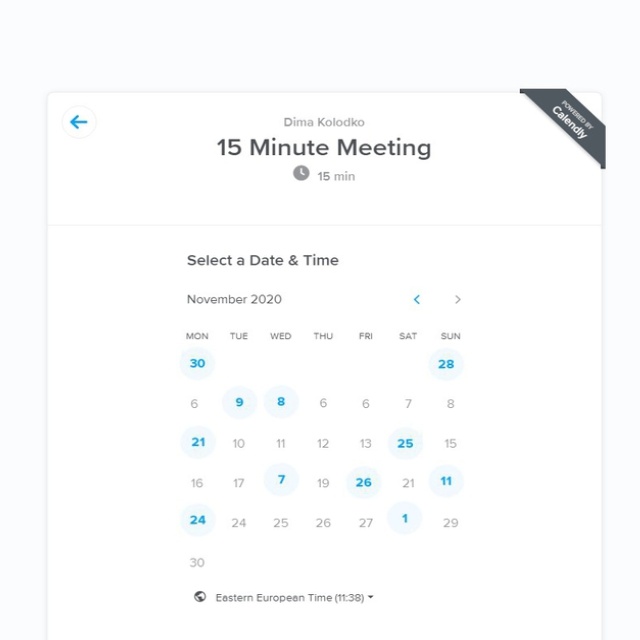 POWERED BY
Calendly
Dima Kolodko
15 Minute Meeting
15 min
Select a Date & Time
November 2020
MON TUE WED THU FRI SAT SUN
30 28
6 9 8 6 6 7 8
21 10 11 12 13 25 15
16 17 7 19 26 21 11
24 24 25 26 27 1 29
30
Eastern European Time (11:38)